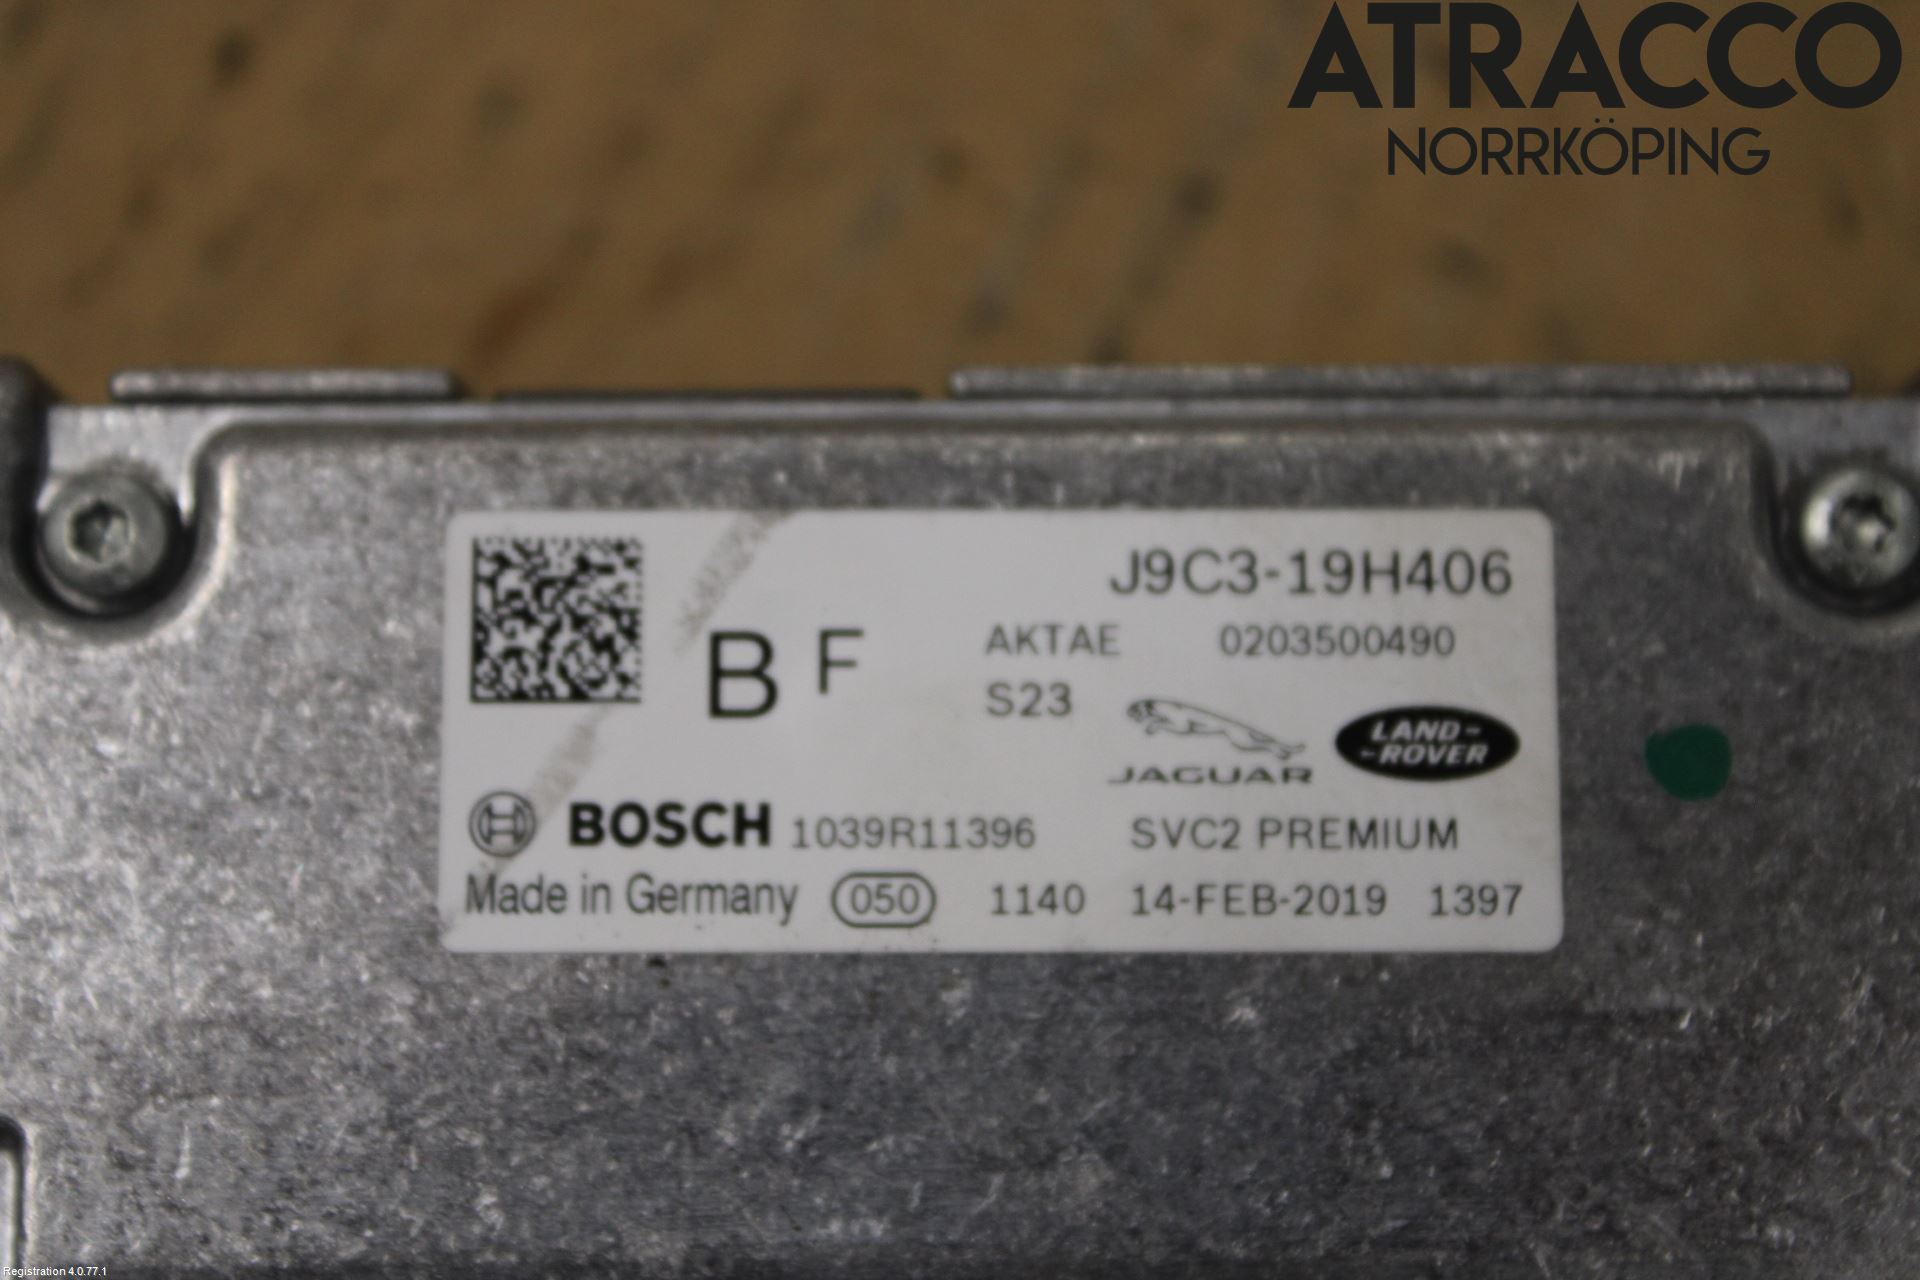 ATRACCO
NORRKÖPING
J9C3-19H406
B F
AKTAE 0203500490
S23
JAGUAR
LAND-
-ROVER
BOSCH 1039R11396 SVC2 PREMIUM
Made in Germany 050 1140 14-FEB-2019 1397
Registration 4.0.77.1